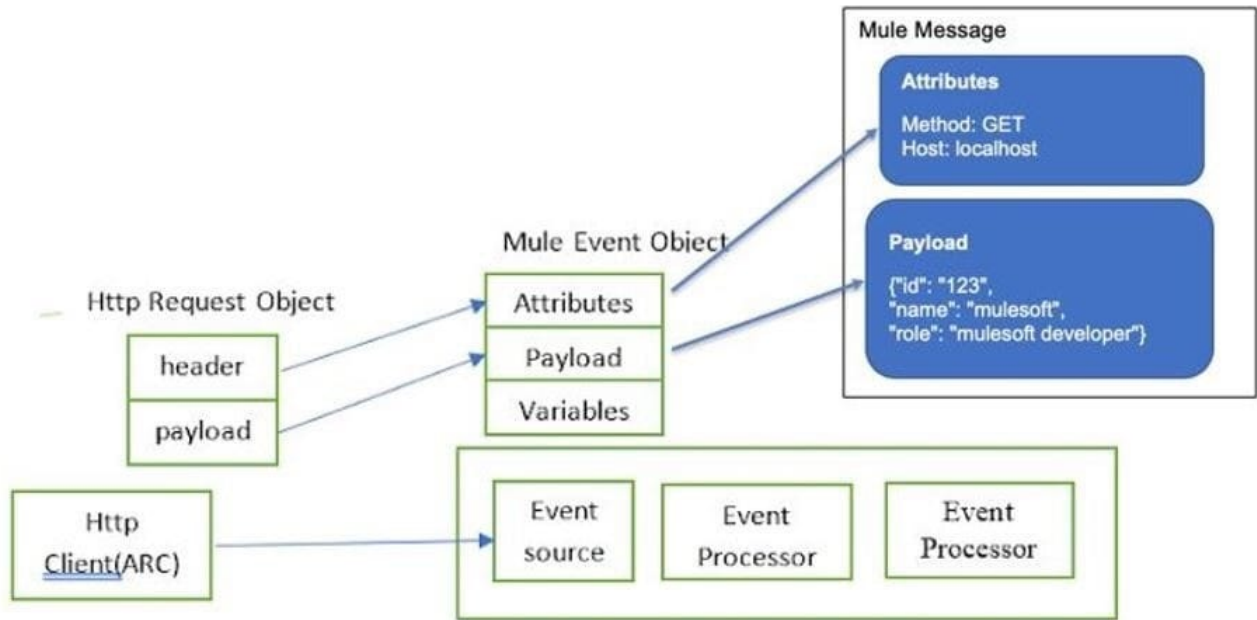 Mule Message
Attributes
Method: GET
Host: localhost
Payload
{"id": "123",
"name": "mulesoft",
"role": "mulesoft developer"}
Mule Event Object
Attributes
Payload
Variables
Http Request Object
header
payload
Http
Client(ARC)
Event
source
Event
Processor
Event
Processor